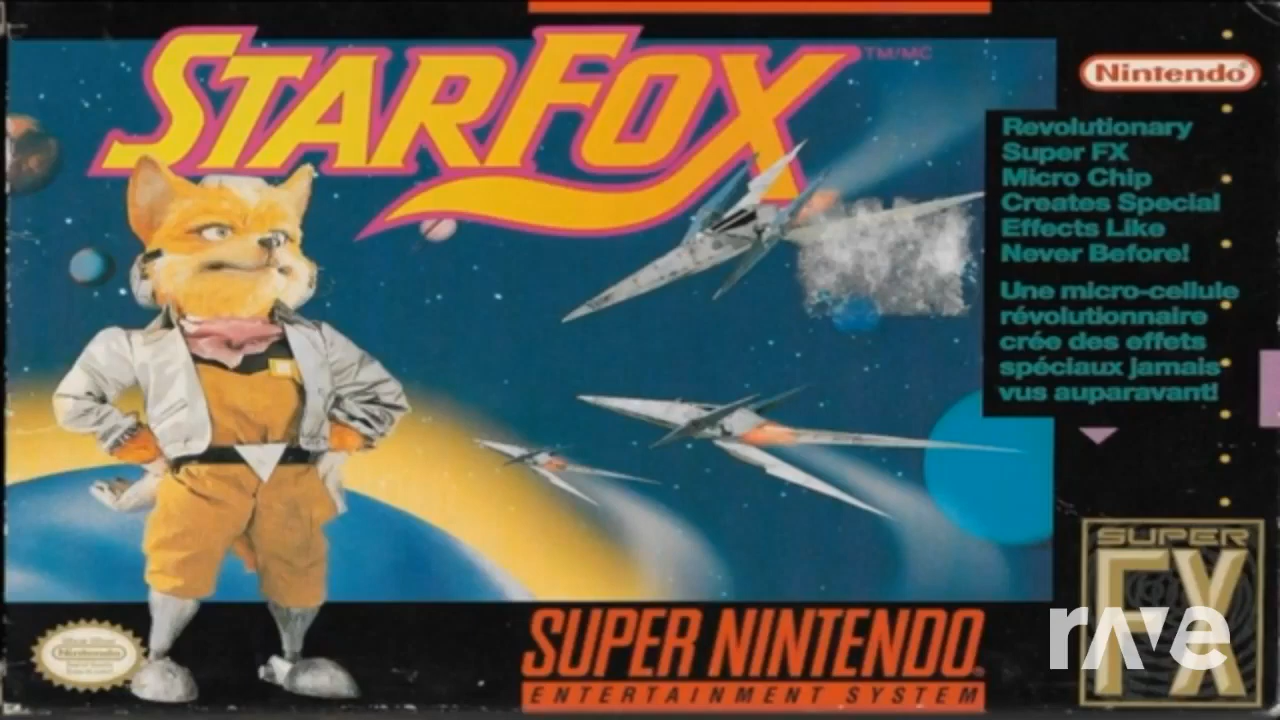 STARFOX
TM/MC
Nintendo®
Revolutionary
Super FX
Micro Chip
Creates Special
Effects Like
Never Before!
Une micro-cellule
révolutionnaire
crée des effets
spéciaux jamais
vus auparavant!
SUPER
FX
rave
Nintendo
SUPER NINTENDO®
ENTERTAINMENT SYSTEM